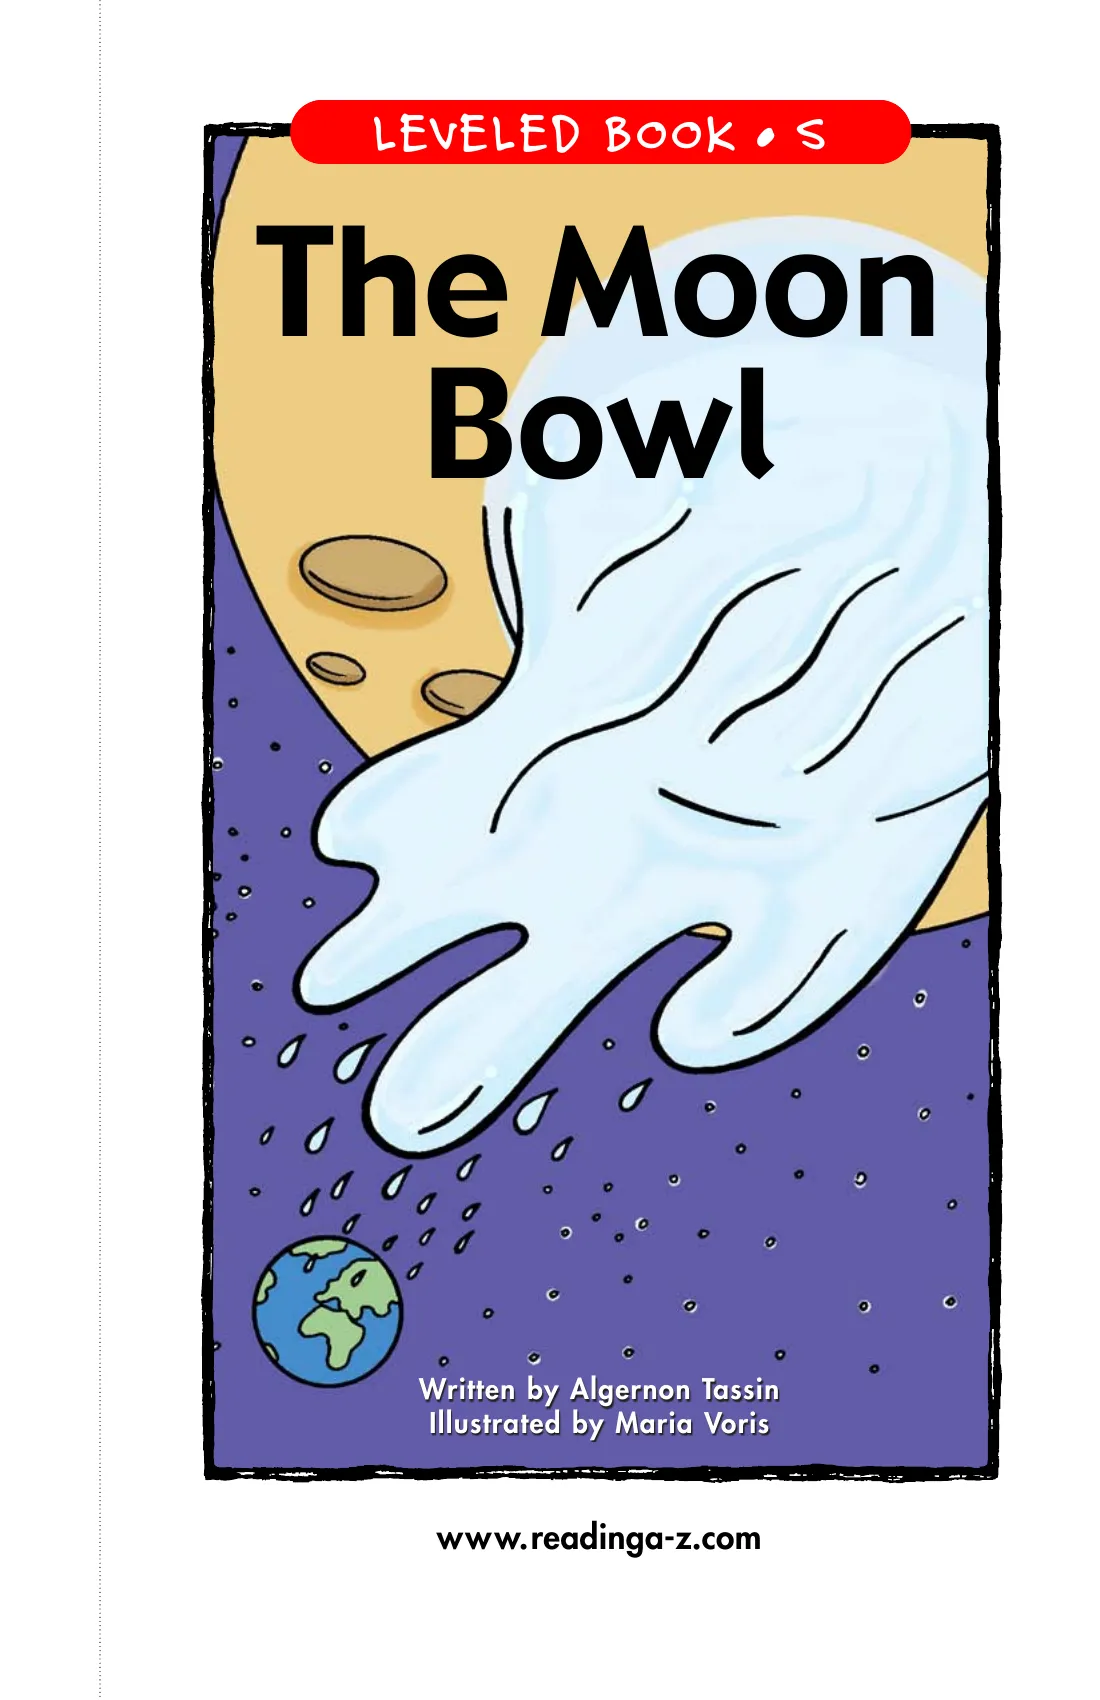 LEVELED BOOK • S
The Moon
Bowl
Written by Algernon Tassin
Illustrated by Maria Voris
www.readinga-z.com